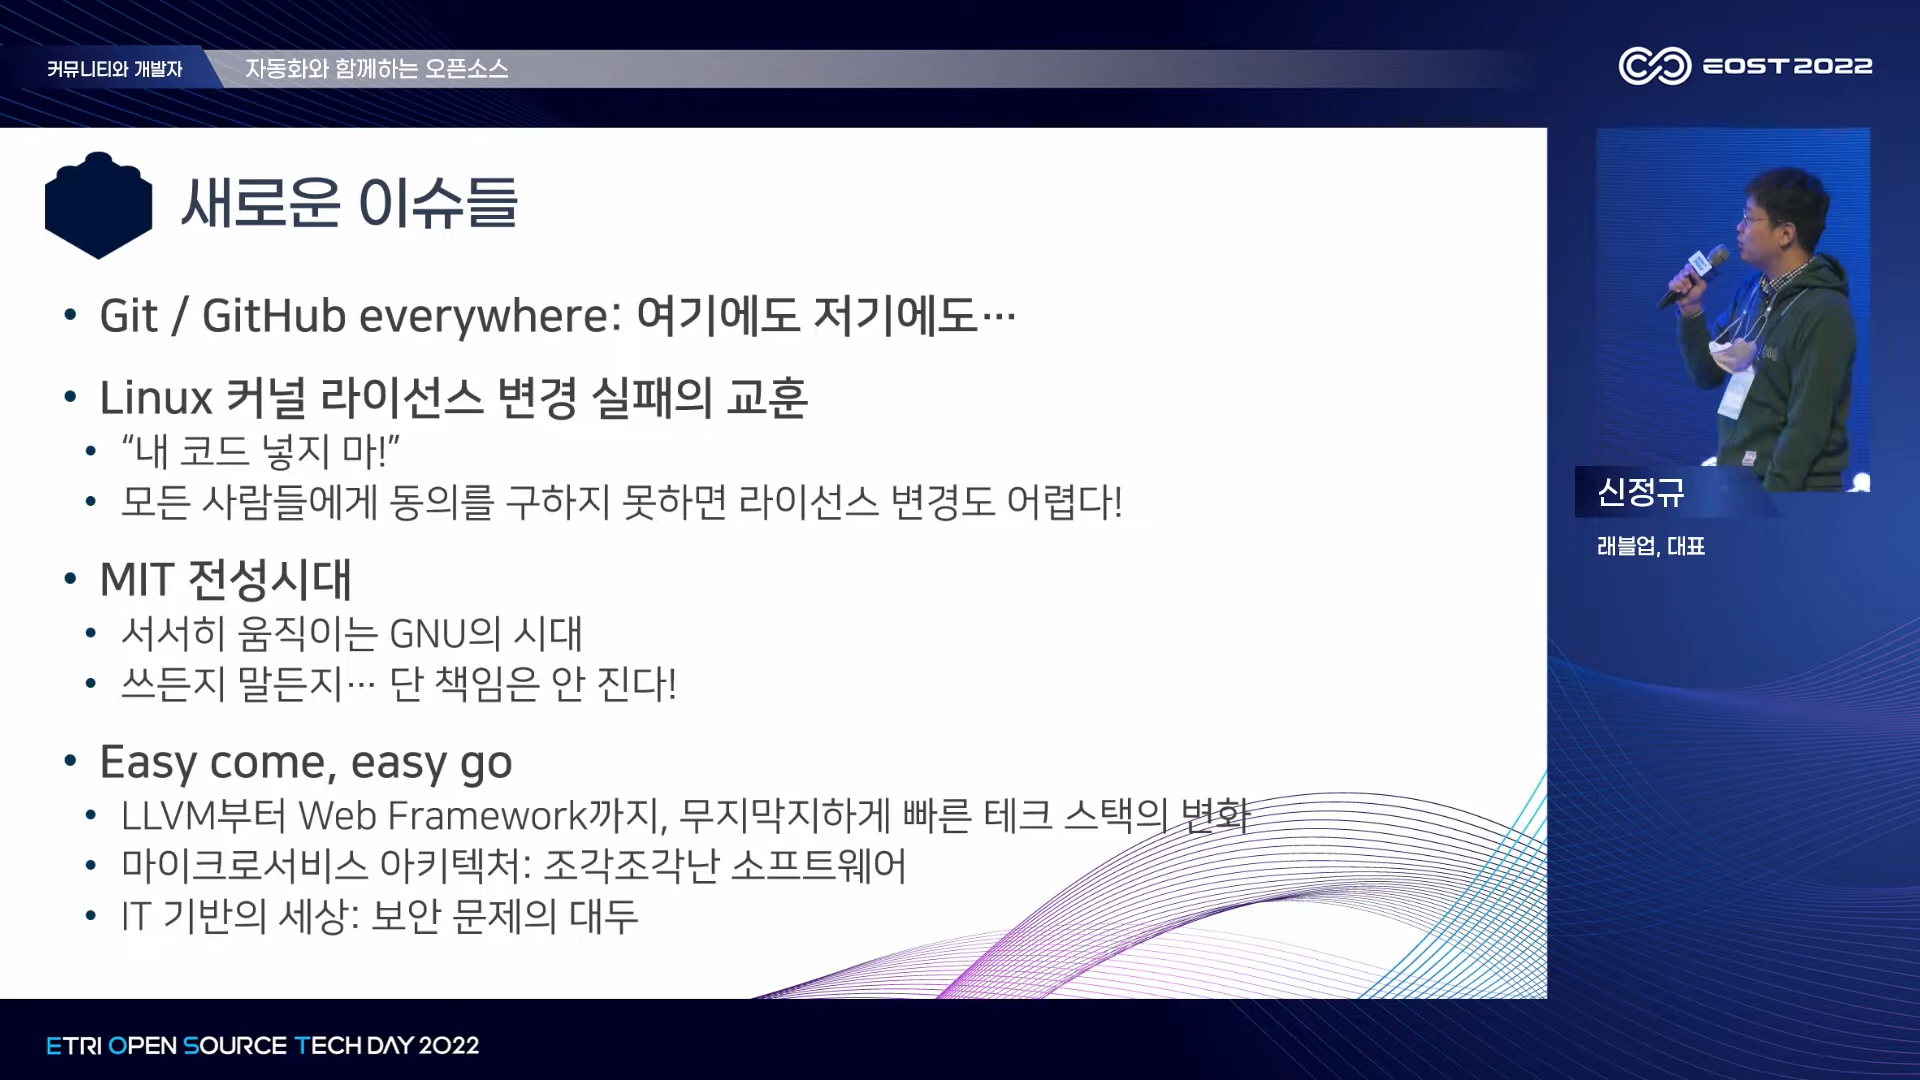 커뮤니티와 개발자
자동화와 함께하는 오픈소스
EOST 2022
새로운 이슈들
• Git / GitHub everywhere: 여기에도 저기에도…
• Linux 커널 라이선스 변경 실패의 교훈
• “내 코드 넣지 마!”
• 모든 사람들에게 동의를 구하지 못하면 라이선스 변경도 어렵다!
• MIT 전성시대
• 서서히 움직이는 GNU의 시대
• 쓰든지 말든지… 단 책임은 안 진다!
• Easy come, easy go
• LLVM부터 Web Framework까지, 무지막지하게 빠른 테크 스택의 변화
• 마이크로서비스 아키텍처: 조각조각난 소프트웨어
• IT 기반의 세상: 보안 문제의 대두
신정규
래블업, 대표
ETRI OPEN SOURCE TECH DAY 2022